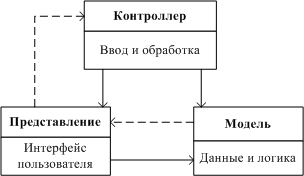 Контроллер
Ввод и обработка
Представление
Интерфейс
пользователя
Модель
Данные и логика